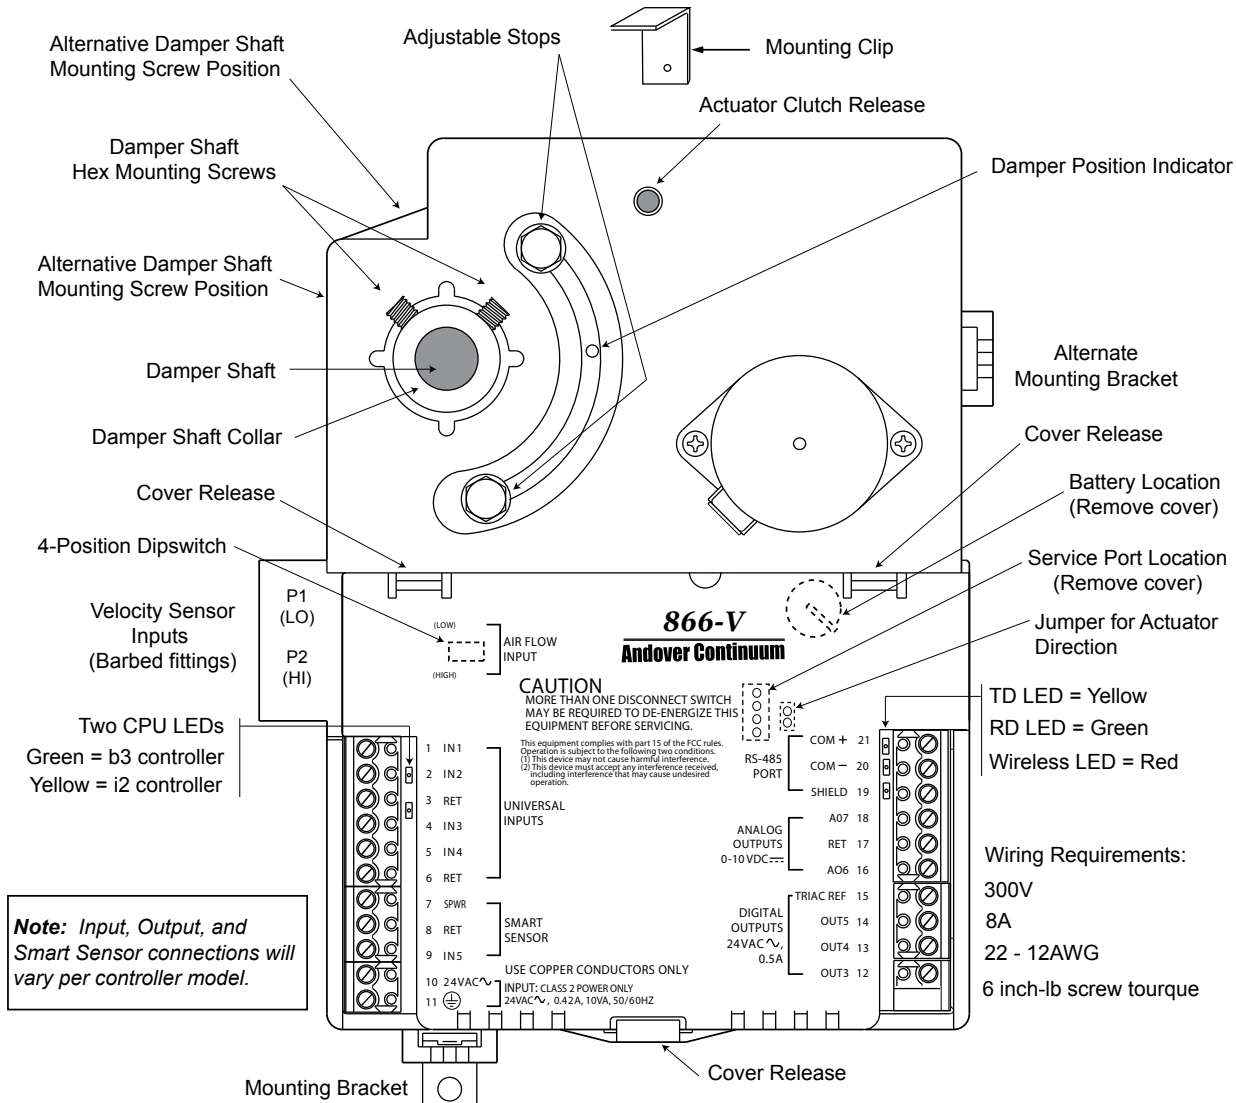 Alternative Damper Shaft
Mounting Screw Position
Adjustable Stops
Mounting Clip
Actuator Clutch Release
Damper Shaft
Hex Mounting Screws
Damper Position Indicator
Alternative Damper Shaft
Mounting Screw Position
Damper Shaft
Alternate
Mounting Bracket
Damper Shaft Collar
Cover Release
Cover Release
Battery Location
(Remove cover)
4-Position Dipswitch
Service Port Location
(Remove cover)
Velocity Sensor
Inputs
(Barbed fittings)
P1
(LO)
P2
(HI)
(LOW)
(HIGH)
AIR FLOW
INPUT
866-V
Andover Continuum
Jumper for Actuator
Direction
CAUTION
MORE THAN ONE DISCONNECT SWITCH
MAY BE REQUIRED TO DE-ENERGIZE THIS
EQUIPMENT BEFORE SERVICING.
This equipment complies with part 15 of the FCC rules.
Operation is subject to the following two conditions.
(1) This device may not cause harmful interference.
(2) This device must accept any interference received,
including interference that may cause undesired
operation.
Two CPU LEDs
Green = b3 controller
Yellow = i2 controller
TD LED = Yellow
RD LED = Green
Wireless LED = Red
1 IN1
2 IN2
3 RET
4 IN3
5 IN4
6 RET
UNIVERSAL
INPUTS
7 SPWR
8 RET
9 IN5
SMART
SENSOR
10 24VAC
11
USE COPPER CONDUCTORS ONLY
INPUT: CLASS 2 POWER ONLY
24VAC∿, 0.42A, 10VA, 50/60HZ
RS-485
PORT
COM + 21
COM − 20
SHIELD 19
ANALOG
OUTPUTS
0-10VDC
A07 18
RET 17
AO6 16
DIGITAL
OUTPUTS
24VAC∿,
0.5A
TRIAC REF 15
OUT5 14
OUT4 13
OUT3 12
Wiring Requirements:
300V
8A
22 - 12AWG
6 inch-lb screw tourque
Note: Input, Output, and
Smart Sensor connections will
vary per controller model.
Mounting Bracket
Cover Release